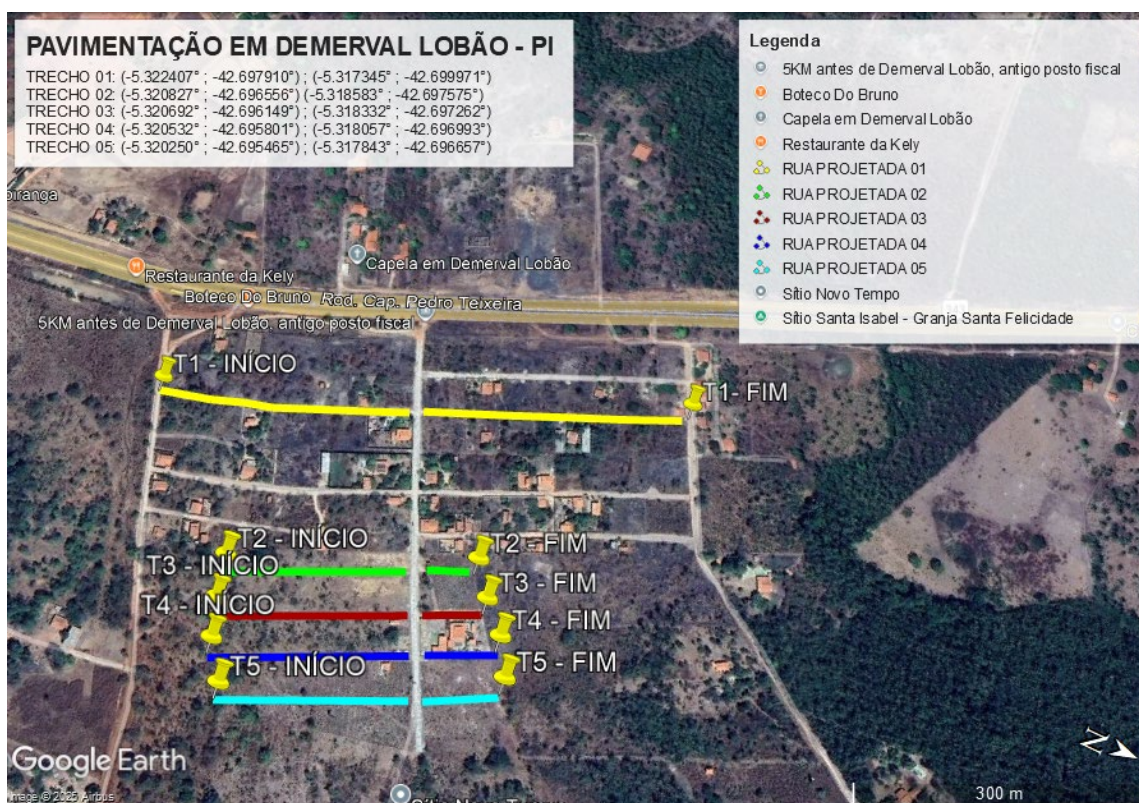 PAVIMENTAÇÃO EM DEMERVAL LOBÃO - PI
TRECHO 01: (-5.322407° ; -42.697910°) ; (-5.317345° ; -42.699971°)
TRECHO 02: (-5.320827° ; -42.696556°) (-5.318583° ; -42.697575°)
TRECHO 03: (-5.320692° ; -42.696149°) ; (-5.318332° ; -42.697262°)
TRECHO 04: (-5.320532° ; -42.695801°) ; (-5.318057° ; -42.696993°)
TRECHO 05: (-5.320250° ; -42.695465°) ; (-5.317843° ; -42.696657°)
Legenda
5KM antes de Demerval Lobão, antigo posto fiscal
Boteco Do Bruno
Capela em Demerval Lobão
Restaurante da Kely
RUA PROJETADA 01
RUA PROJETADA 02
RUA PROJETADA 03
RUA PROJETADA 04
RUA PROJETADA 05
Sítio Novo Tempo
Sítio Santa Isabel - Granja Santa Felicidade
Capela em Demerval Lobão
Restaurante da Kely
Boteco Do Bruno Rod. Cap. Pedro Teixeira
5KM antes de Demerval Lobão, antigo posto fiscal
T1 - INÍCIO
T1- FIM
T2 - INÍCIO
T2 - FIM
T3 - INÍCIO
T3 - FIM
T4 - INÍCIO
T4 - FIM
T5 - INÍCIO
T5 - FIM
N
Google Earth
Image © 2025 Airbus
300 m